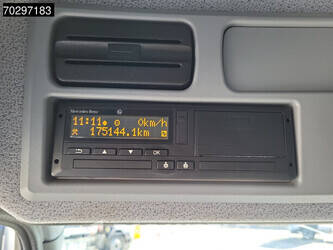 70297183
Mercedes-Benz
11:11 0km/h
175144.1km
OK